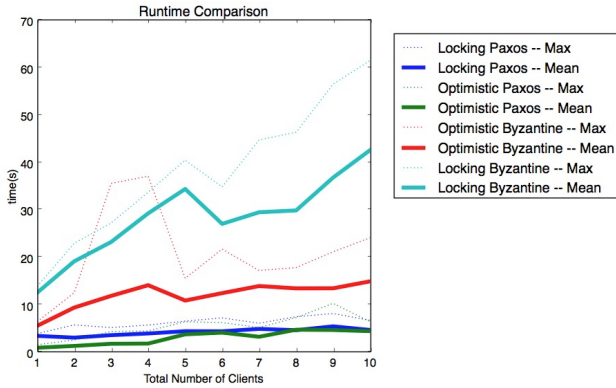 Runtime Comparison
70
60
50
40
30
20
10
0
time(s)
1 2 3 4 5 6 7 8 9 10
Total Number of Clients
Locking Paxos -- Max
Locking Paxos -- Mean
Optimistic Paxos -- Max
Optimistic Paxos -- Mean
Optimistic Byzantine -- Max
Optimistic Byzantine -- Mean
Locking Byzantine -- Max
Locking Byzantine -- Mean